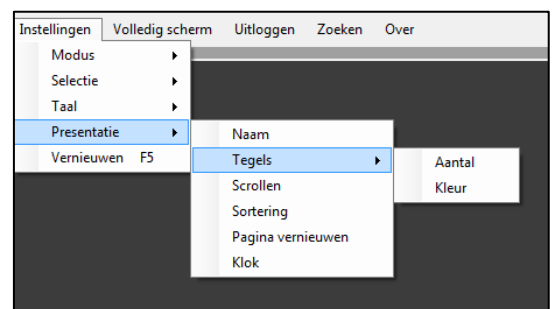 Instellingen Volledig scherm Uitloggen Zoeken Over
Modus
Selectie
Taal
Presentatie
Vernieuwen F5
Naam
Tegels
Scrollen
Sortering
Pagina vernieuwen
Klok
Aantal
Kleur